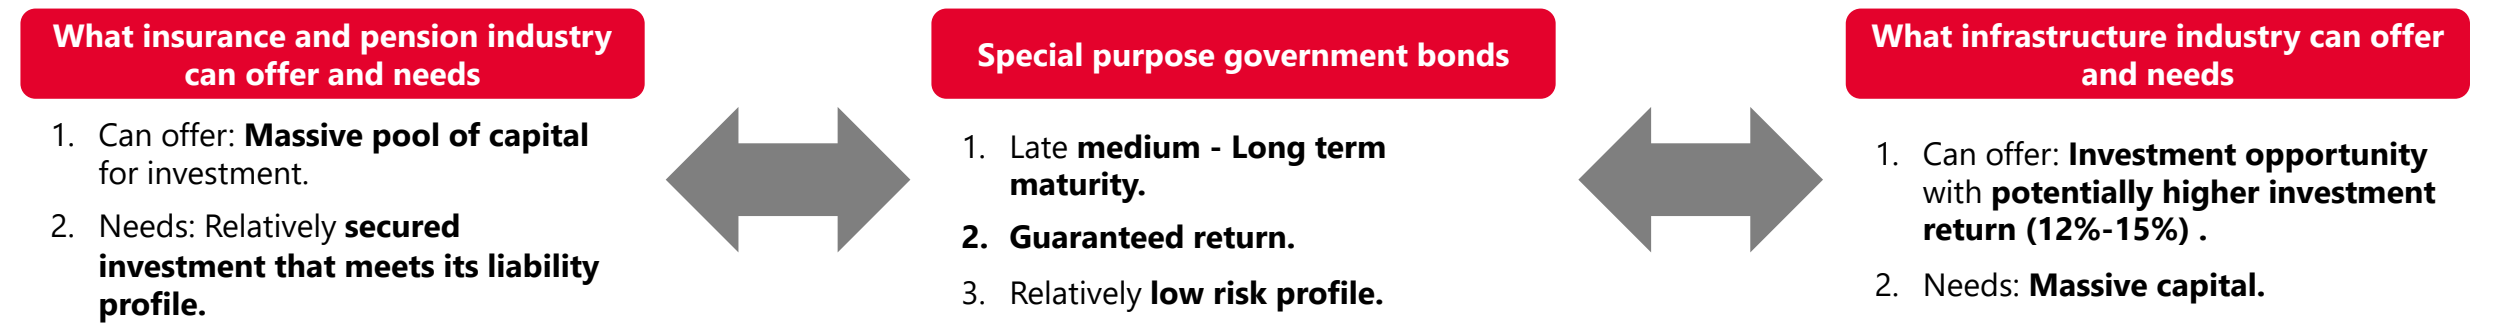 What insurance and pension industry
can offer and needs
1. Can offer: Massive pool of capital
for investment.
2. Needs: Relatively secured
investment that meets its liability
profile.
Special purpose government bonds
1. Late medium - Long term
maturity.
2. Guaranteed return.
3. Relatively low risk profile.
What infrastructure industry can offer
and needs
1. Can offer: Investment opportunity
with potentially higher investment
return (12%-15%) .
2. Needs: Massive capital.